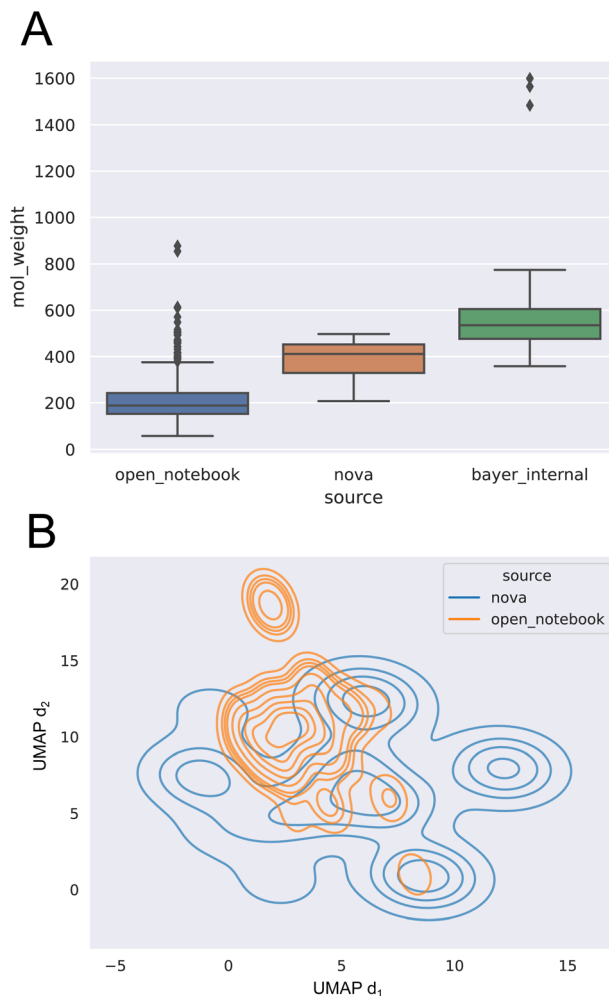 A
1600
1400
1200
1000
800
600
400
200
0
mol_weight
open_notebook nova bayer_internal
source
B
source
nova
open_notebook
20
15
10
5
0
UMAP d₂
−5 0 5 10 15
UMAP d₁